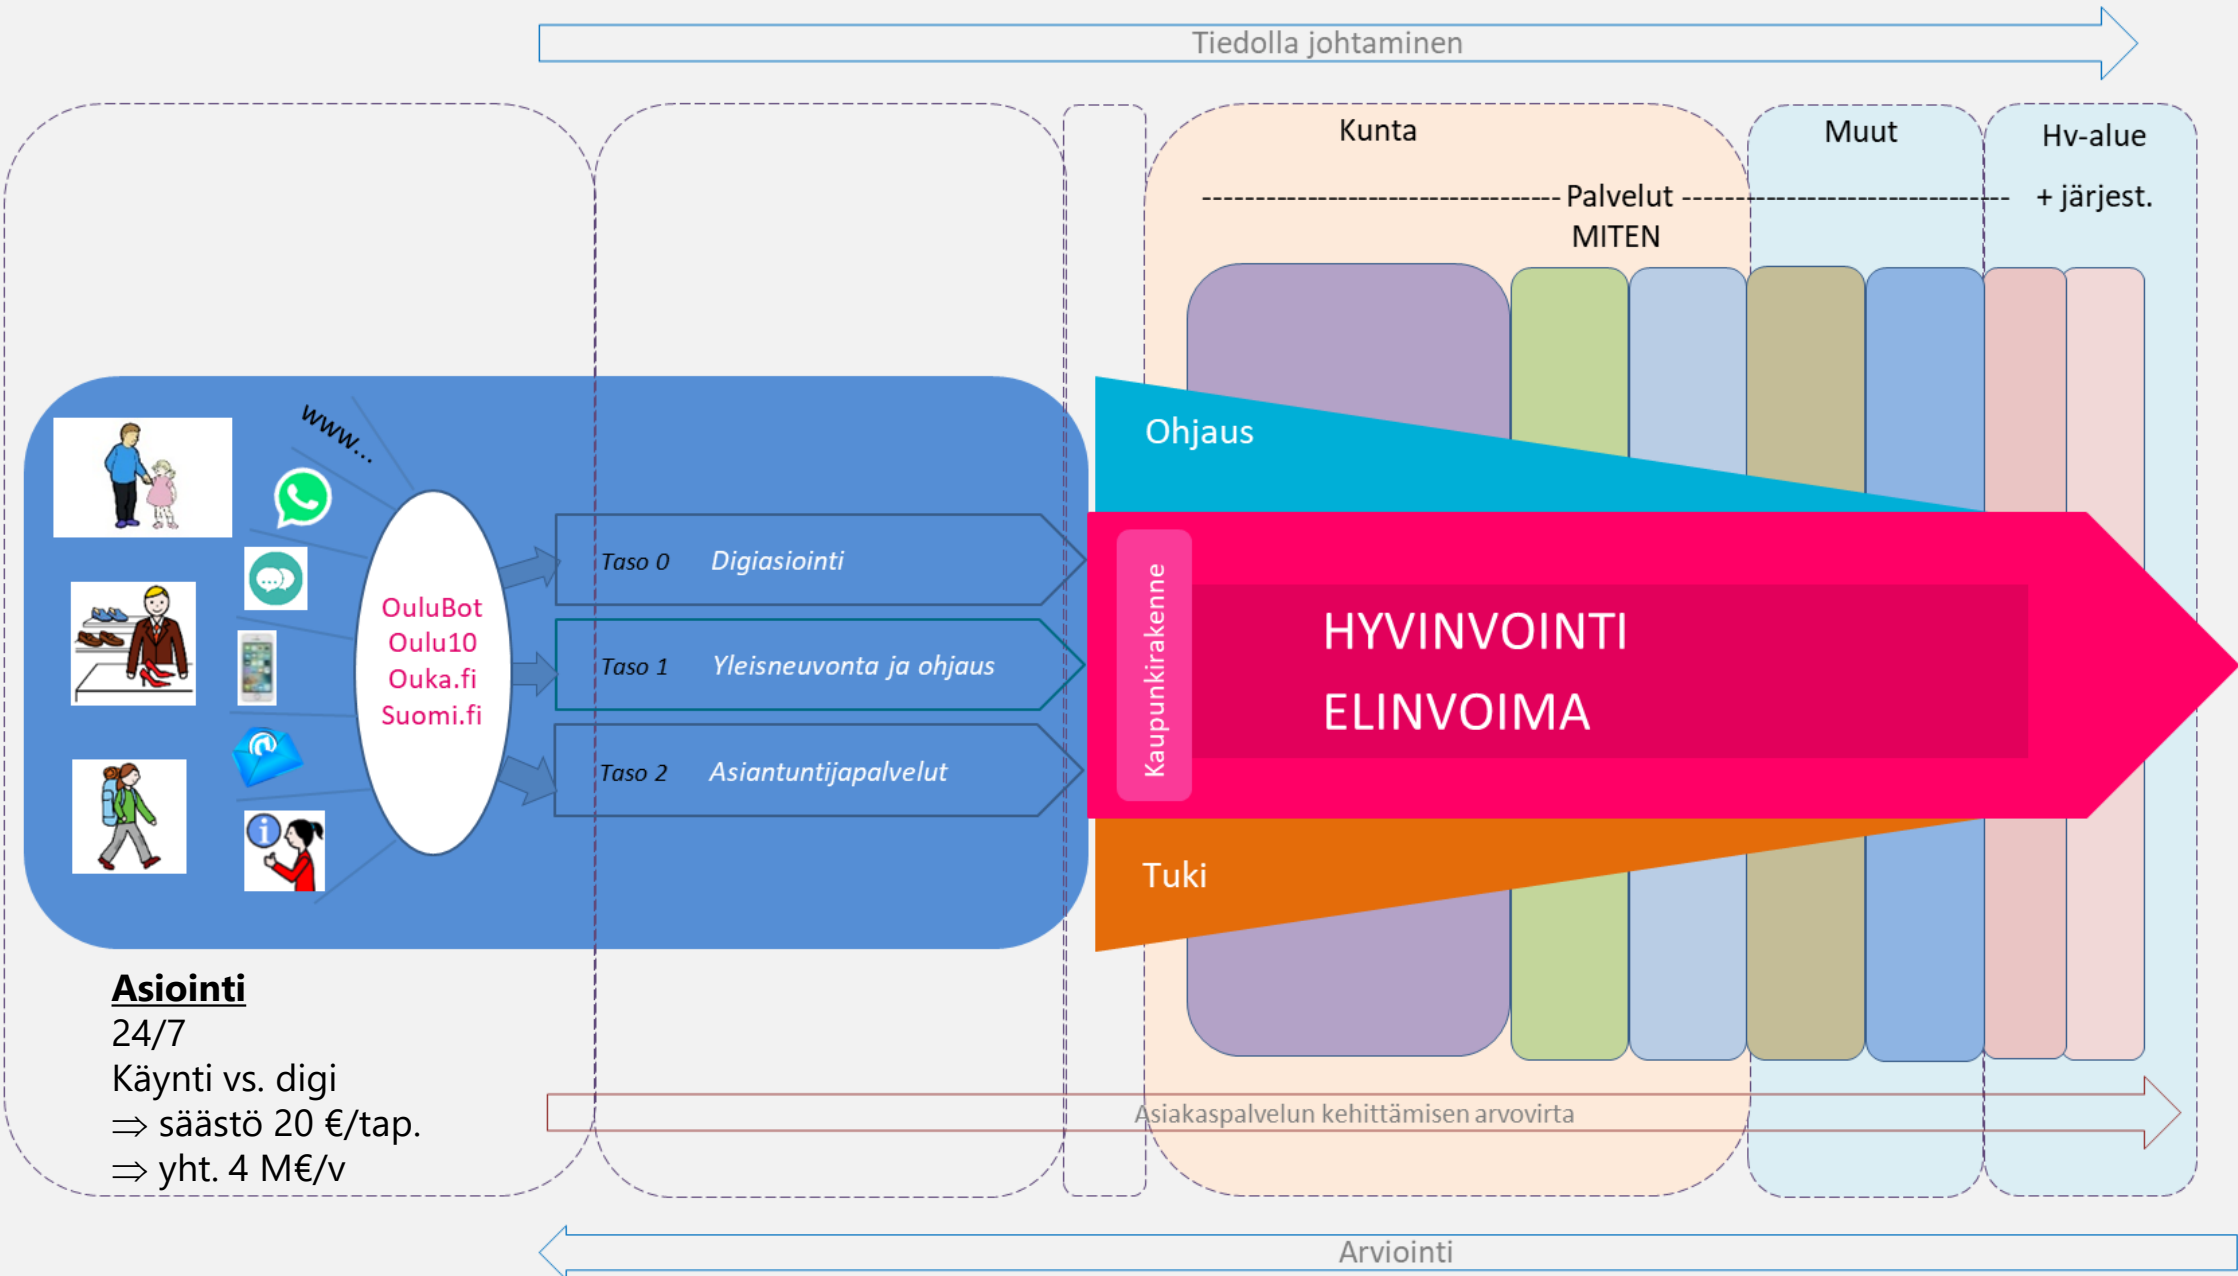 Tiedolla johtaminen
Kunta
Muut
Hv-alue
Palvelut
+ järjest.
MITEN
www...
OuluBot
Oulu10
Ouka.fi
Suomi.fi
Taso 0 Digiasiointi
Taso 1 Yleisneuvonta ja ohjaus
Taso 2 Asiantuntijapalvelut
Ohjaus
Kaupunkirakenne
HYVINVOINTI
ELINVOIMA
Tuki
Asiointi
24/7
Käynti vs. digi
⇒ säästö 20 €/tap.
⇒ yht. 4 M€/v
Asiakaspalvelun kehittämisen arvovirta
Arviointi